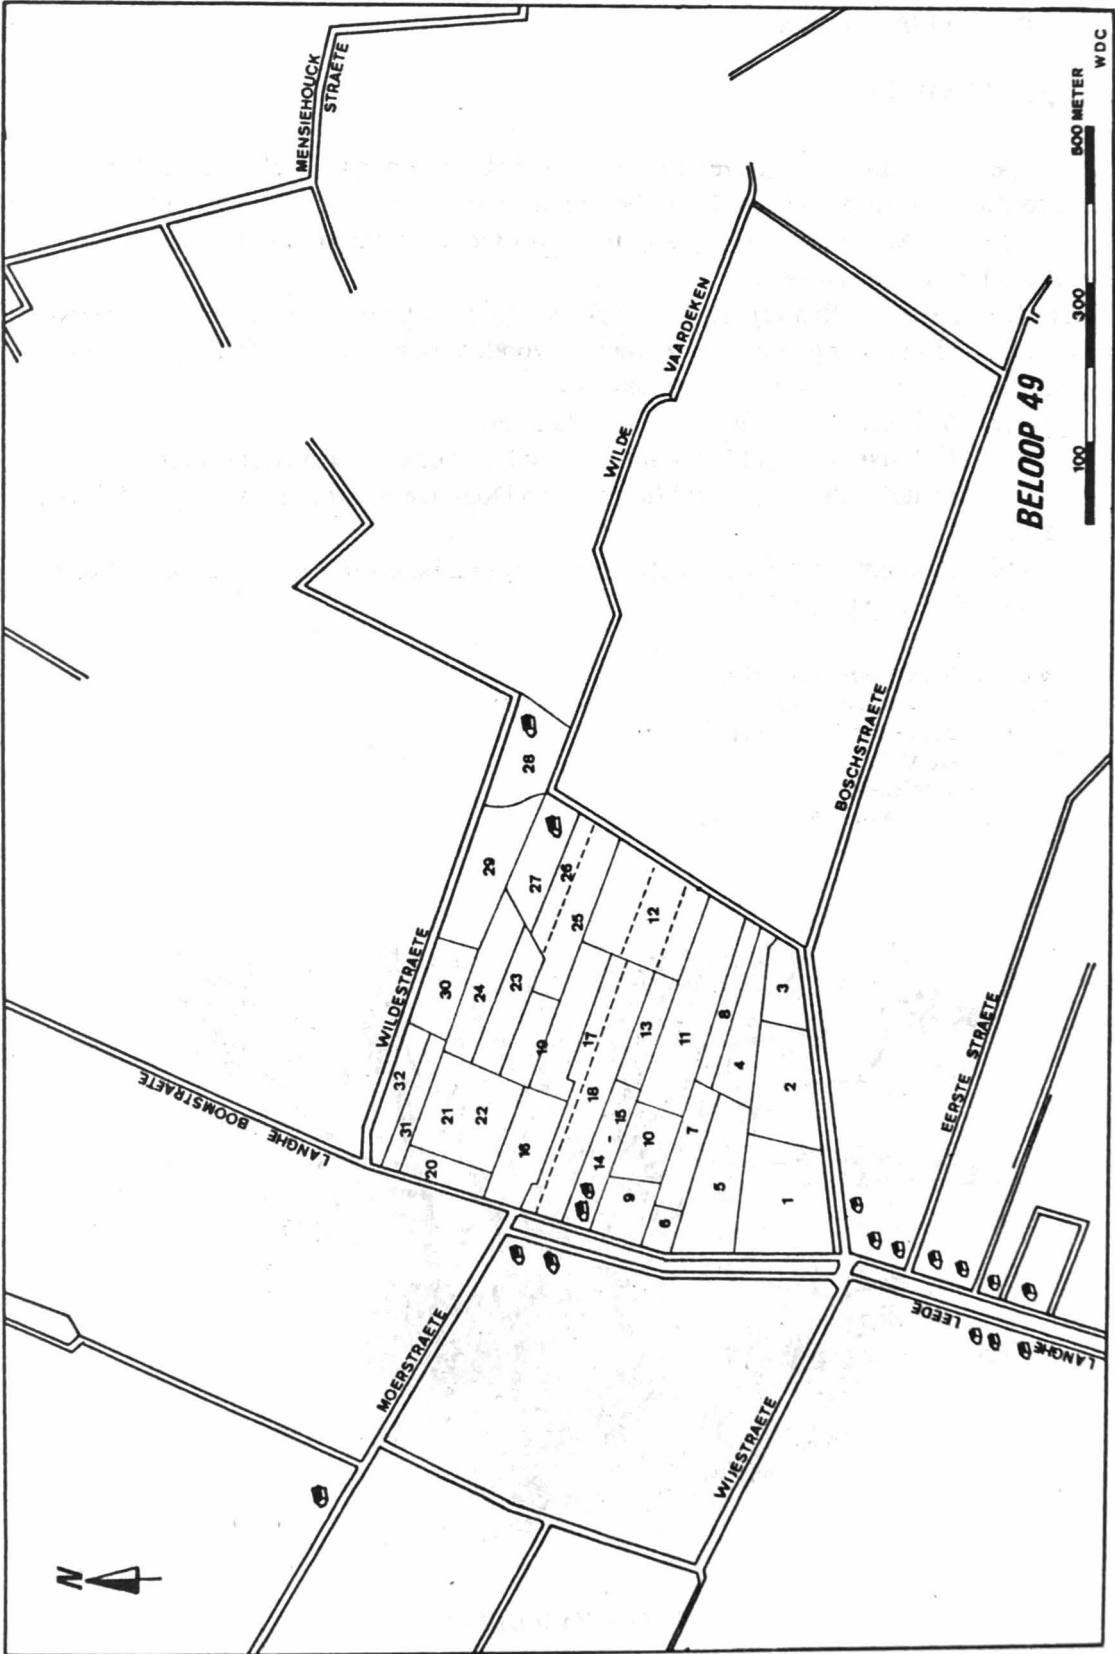 N
MENSIEHOUCK
STRAETE
LANGHE BOOMSTRAETE
WILDESTRAETE
WILDE
VAARDEKEN
MOERSTRAETE
BOSCHSTRAETE
WIJESTRAETE
EERSTE STRAETE
LANGHE
LEEDE
1
2
3
4
5
6
7
8
9
10
11
12
13
14 - 15
16
17
18
19
20
21
22
23
24
25
26
27
28
29
30
31
32
BELOOP 49
100
300
500 METER
WDC